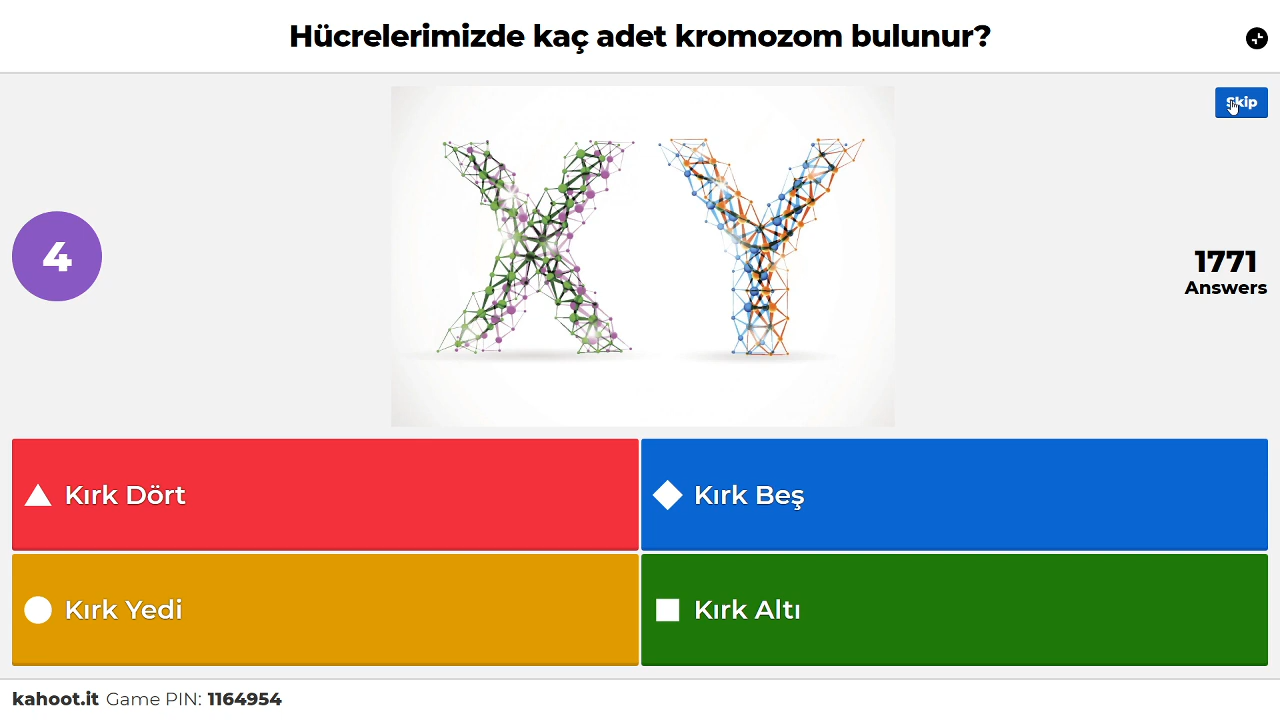 Hücrelerimizde kaç adet kromozom bulunur?
Skip
4
1771
Answers
Kırk Dört
Kırk Beş
Kırk Yedi
Kırk Altı
kahoot.it Game PIN: 1164954